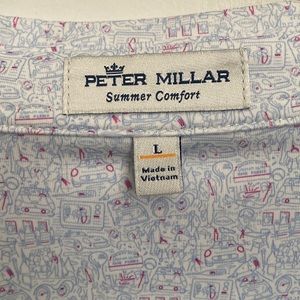 PETER MILLAR
Summer Comfort
L
Made in
Vietnam